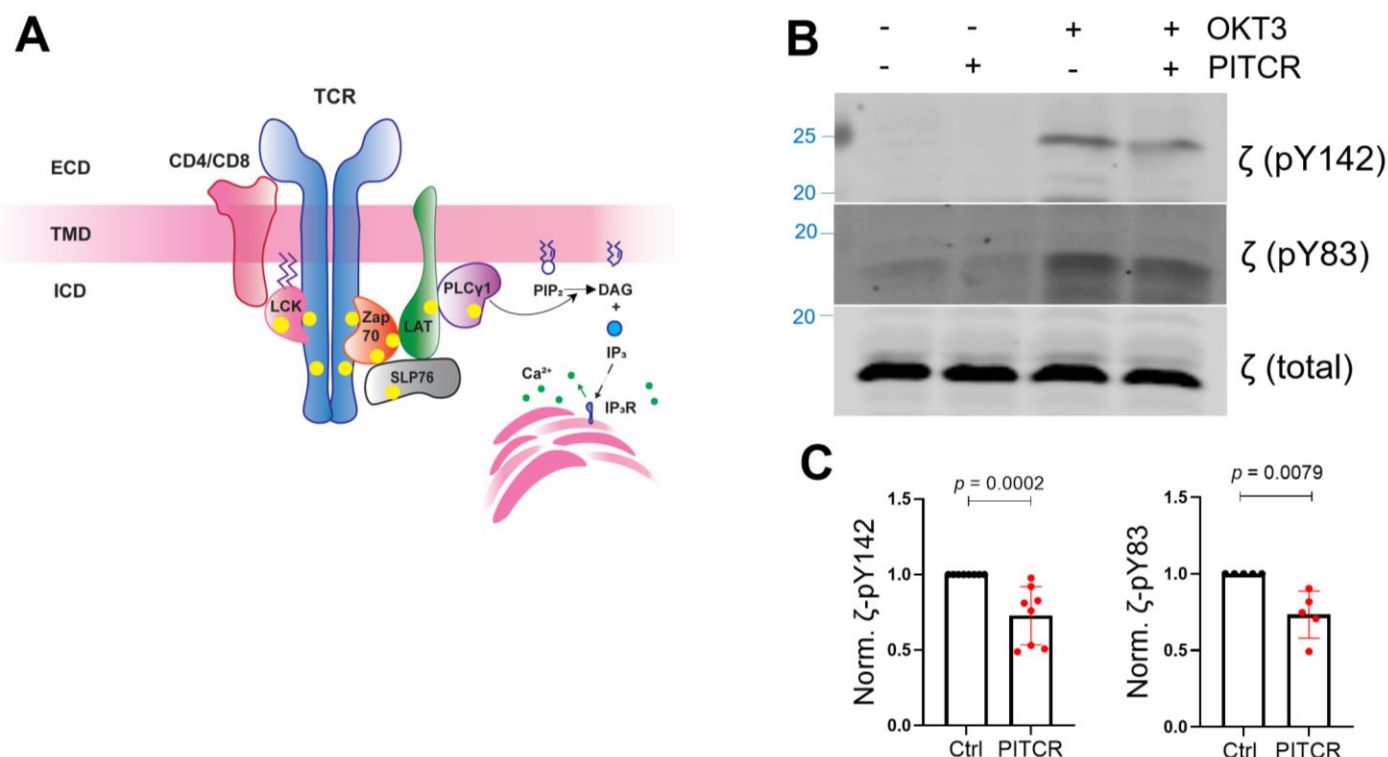 A
TCR
CD4/CD8
ECD
TMD
ICD
LCK
Zap
70
LAT
PLCγ1
SLP76
PIP₂
DAG
+
IP₃
Ca²⁺
IP₃R
B
- - + + OKT3
- + - + PITCR
25
20
ζ (pY142)
20
ζ (pY83)
20
ζ (total)
C
p = 0.0002
Norm. ζ-pY142
1.5
1.0
0.5
0.0
Ctrl PITCR
p = 0.0079
Norm. ζ-pY83
1.5
1.0
0.5
0.0
Ctrl PITCR